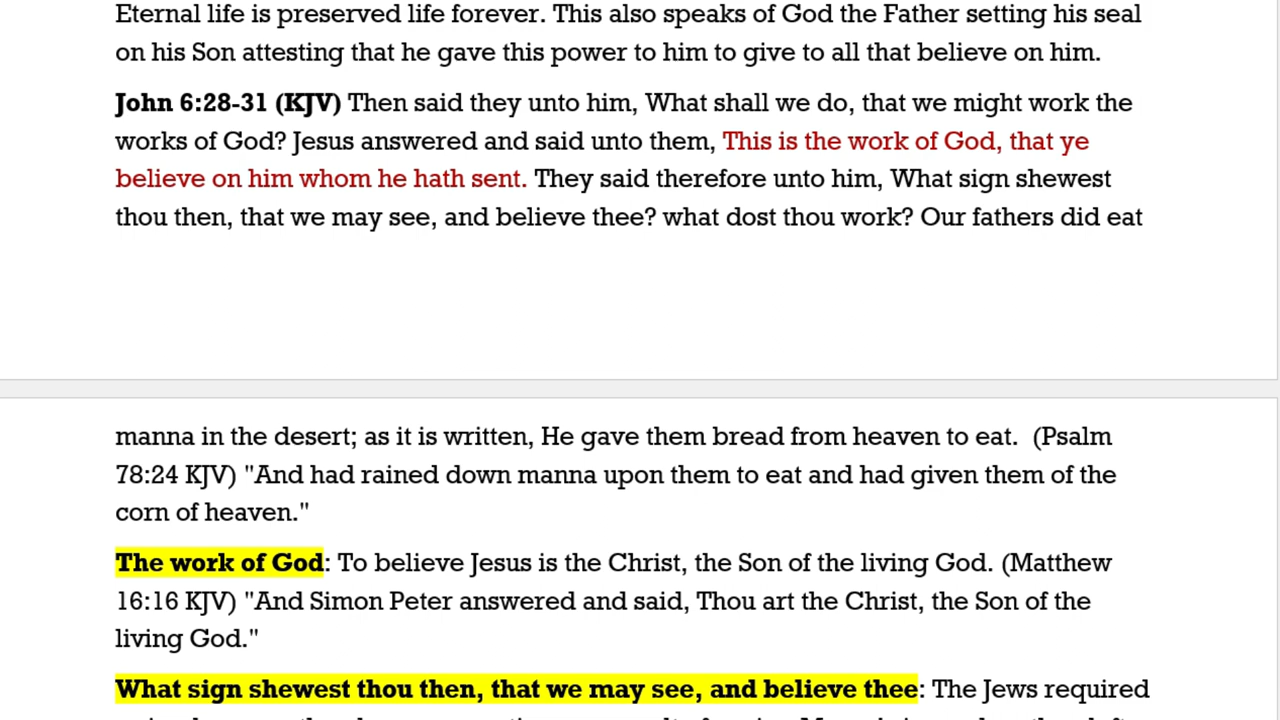 Eternal life is preserved life forever. This also speaks of God the Father setting his seal
on his Son attesting that he gave this power to him to give to all that believe on him.
John 6:28-31 (KJV) Then said they unto him, What shall we do, that we might work the
works of God? Jesus answered and said unto them, This is the work of God, that ye
believe on him whom he hath sent. They said therefore unto him, What sign shewest
thou then, that we may see, and believe thee? what dost thou work? Our fathers did eat
manna in the desert; as it is written, He gave them bread from heaven to eat.  (Psalm
78:24 KJV) "And had rained down manna upon them to eat and had given them of the
corn of heaven."
The work of God: To believe Jesus is the Christ, the Son of the living God. (Matthew
16:16 KJV) "And Simon Peter answered and said, Thou art the Christ, the Son of the
living God."
What sign shewest thou then, that we may see, and believe thee: The Jews required